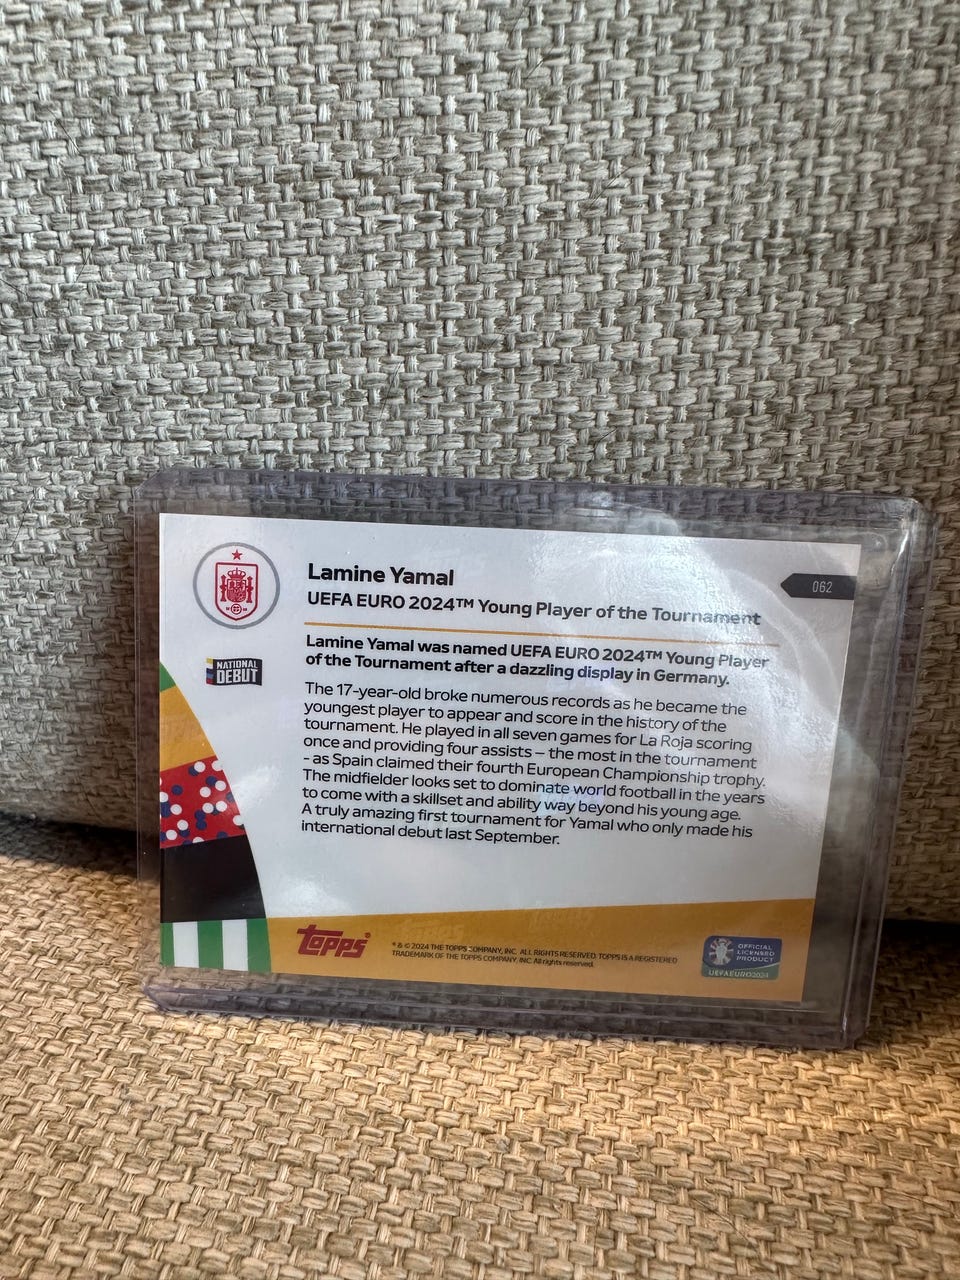 Lamine Yamal
062
UEFA EURO 2024™ Young Player of the Tournament
Lamine Yamal was named UEFA EURO 2024™ Young Player
of the Tournament after a dazzling display in Germany.
NATIONAL
DEBUT
The 17-year-old broke numerous records as he became the
youngest player to appear and score in the history of the
tournament. He played in all seven games for La Roja scoring
once and providing four assists – the most in the tournament
- as Spain claimed their fourth European Championship trophy.
The midfielder looks set to dominate world football in the years
to come with a skillset and ability way beyond his young age.
A truly amazing first tournament for Yamal who only made his
international debut last September.
topps®
® & © 2024 THE TOPPS COMPANY, INC. ALL RIGHTS RESERVED. TOPPS IS A REGISTERED
TRADEMARK OF THE TOPPS COMPANY, INC. All rights reserved.
OFFICIAL
LICENSED
PRODUCT
UEFA EURO2024